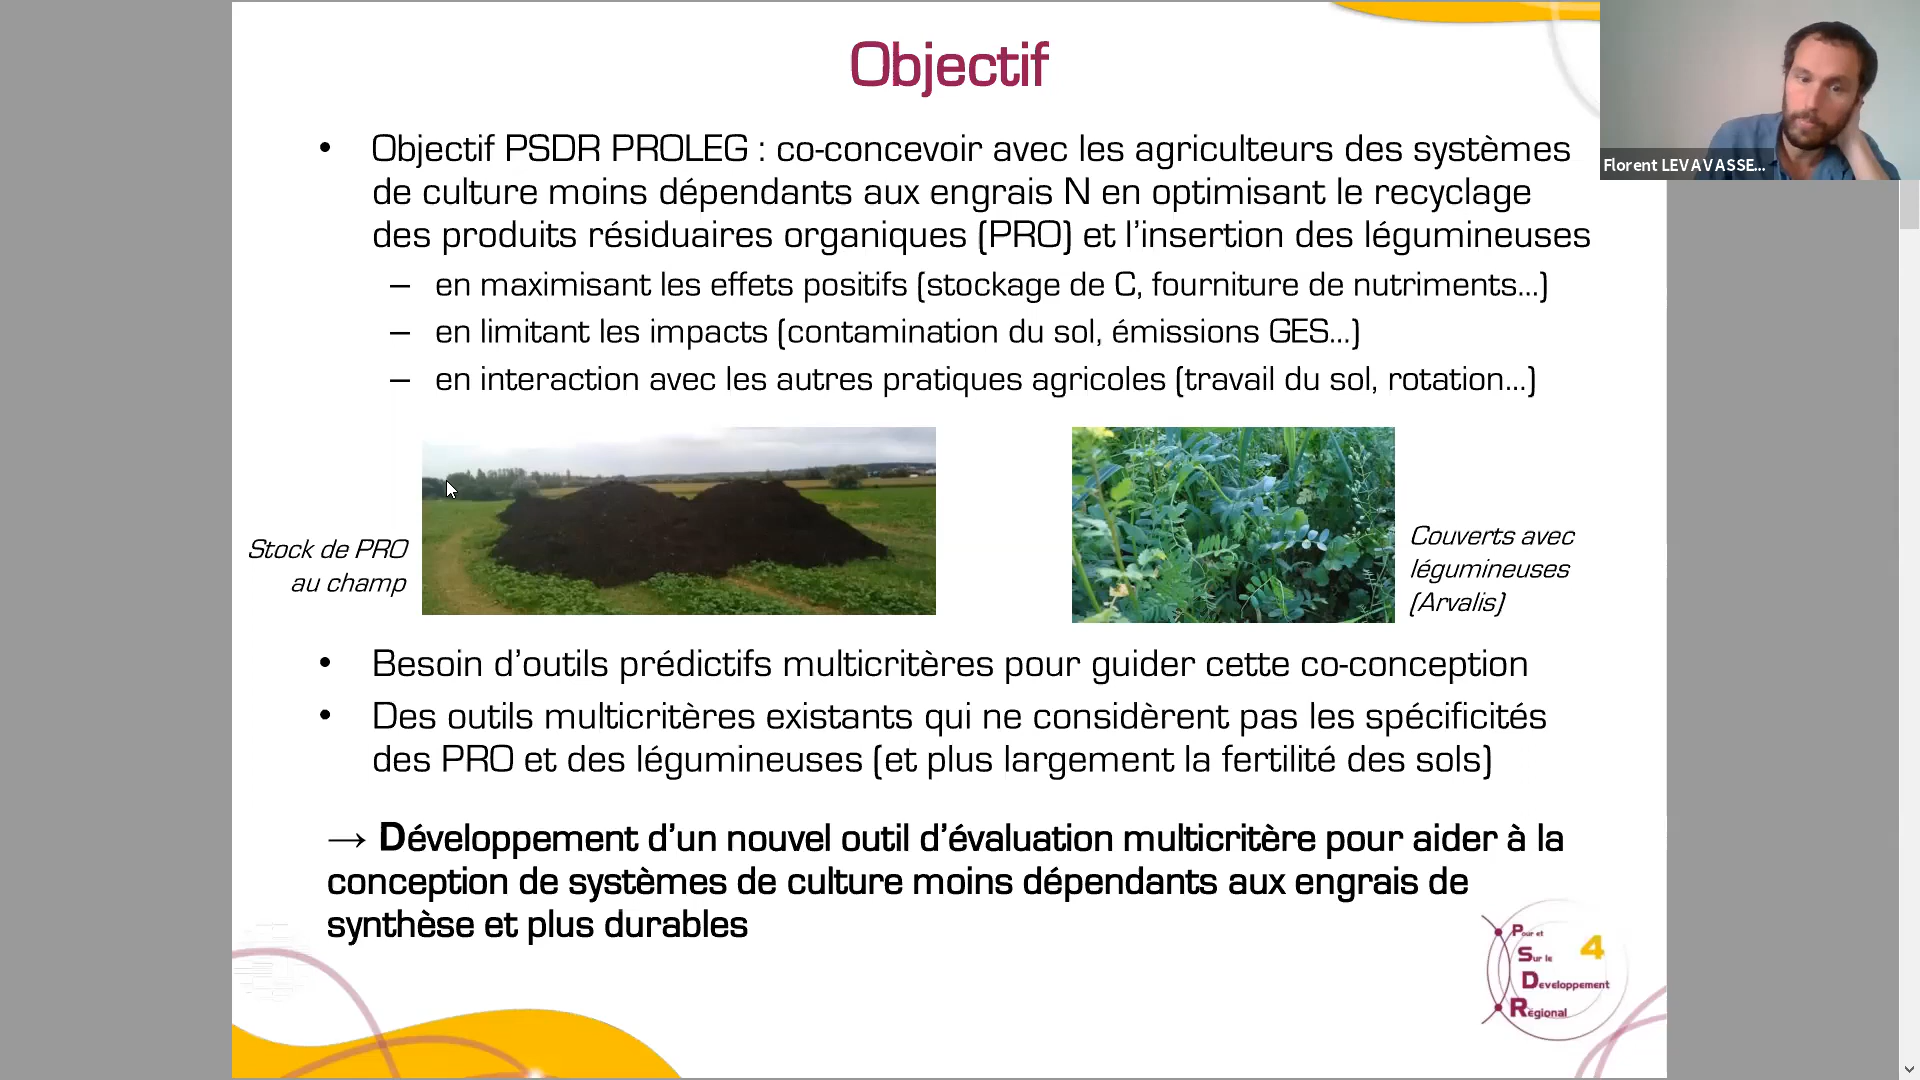 Objectif
• Objectif PSDR PROLEG : co-concevoir avec les agriculteurs des systèmes
de culture moins dépendants aux engrais N en optimisant le recyclage
des produits résiduaires organiques (PRO) et l’insertion des légumineuses
– en maximisant les effets positifs (stockage de C, fourniture de nutriments...)
– en limitant les impacts (contamination du sol, émissions GES...)
– en interaction avec les autres pratiques agricoles (travail du sol, rotation...)
Stock de PRO
au champ
Couverts avec
légumineuses
(Arvalis)
• Besoin d’outils prédictifs multicritères pour guider cette co-conception
• Des outils multicritères existants qui ne considèrent pas les spécificités
des PRO et des légumineuses (et plus largement la fertilité des sols)
→ Développement d’un nouvel outil d’évaluation multicritère pour aider à la
conception de systèmes de culture moins dépendants aux engrais de
synthèse et plus durables
Pour et
Sur le 4
Developpement
Régional
Florent LEVAVASSE...